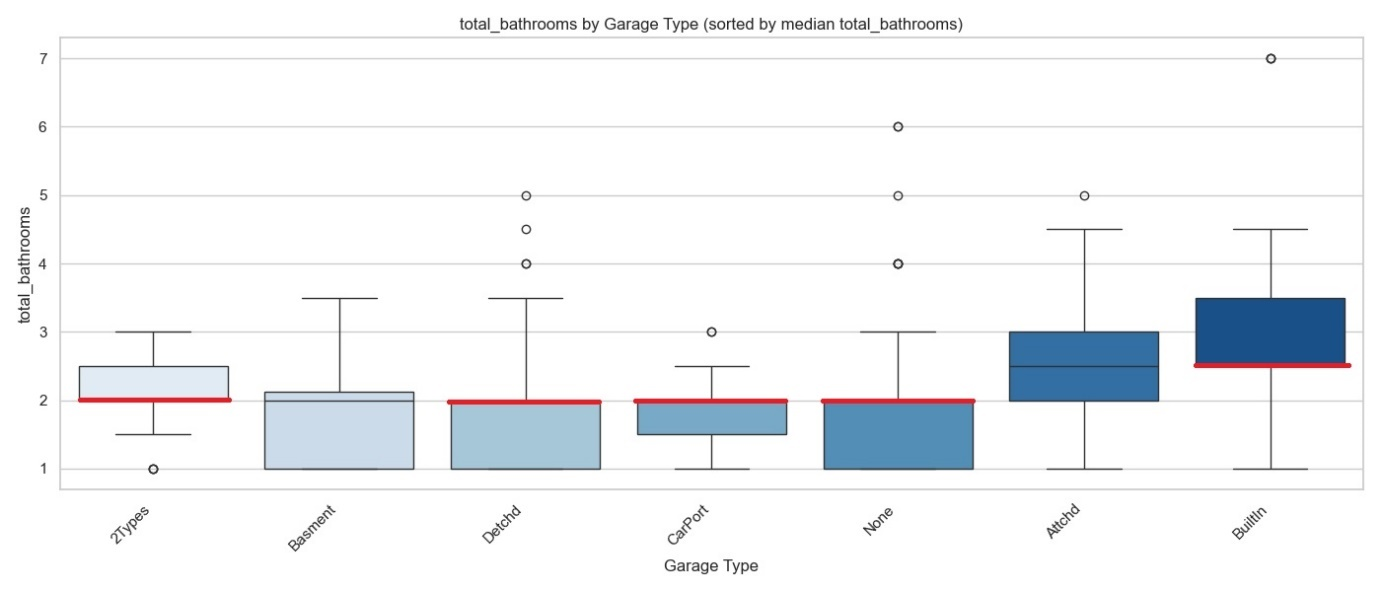 total_bathrooms by Garage Type (sorted by median total_bathrooms)
total_bathrooms
7
6
5
4
3
2
1
2Types
Basment
Detchd
CarPort
None
Attchd
BuiltIn
Garage Type